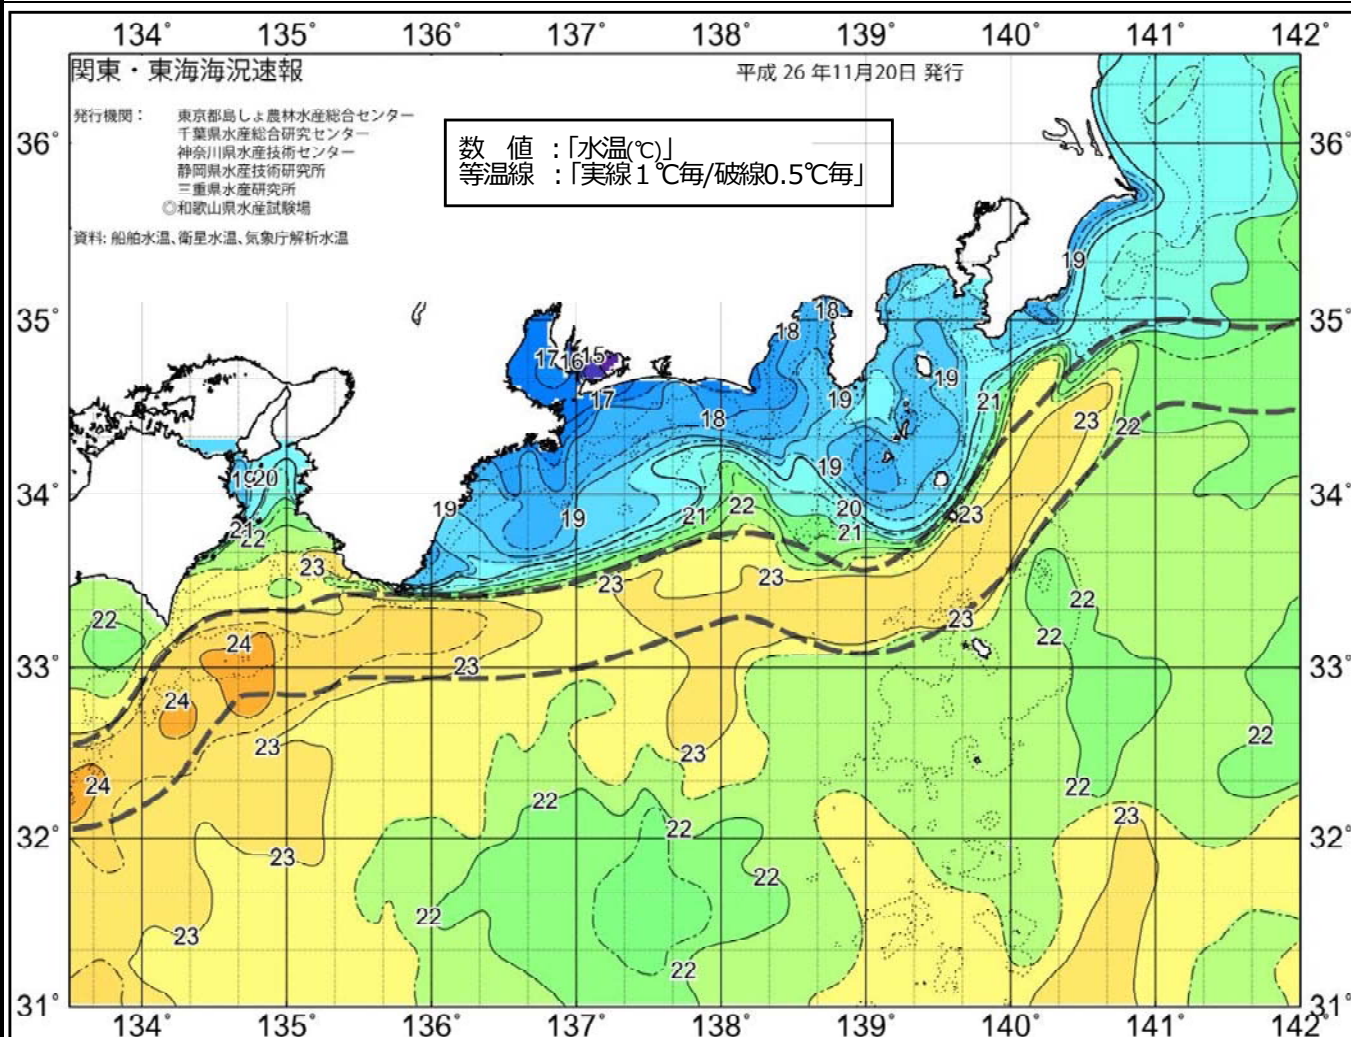 134° 135° 136° 137° 138° 139° 140° 141° 142°
関東・東海海況速報
平成 26 年11月20日 発行
発行機関： 東京都島しょ農林水産総合センター
千葉県水産総合研究センター
神奈川県水産技術センター
静岡県水産技術研究所
三重県水産研究所
◎和歌山県水産試験場
資料: 船舶水温、衛星水温、気象庁解析水温
数 値 ：「水温(℃)」
等温線 ：「実線１℃毎/破線0.5℃毎」
36° 36°
19
35° 18 35°
18
17 16 15
19
17 19 21
18 23 22
19
19 20 34° 34°
19 19 20
21 22 21 22 21 23
23 23 23
22 22
23 22
24 23 33° 33°
24
23 23 22
24 22
22 23
32° 22 32°
23 22
22
23
22
31° 31°
134° 135° 136° 137° 138° 139° 140° 141° 142°